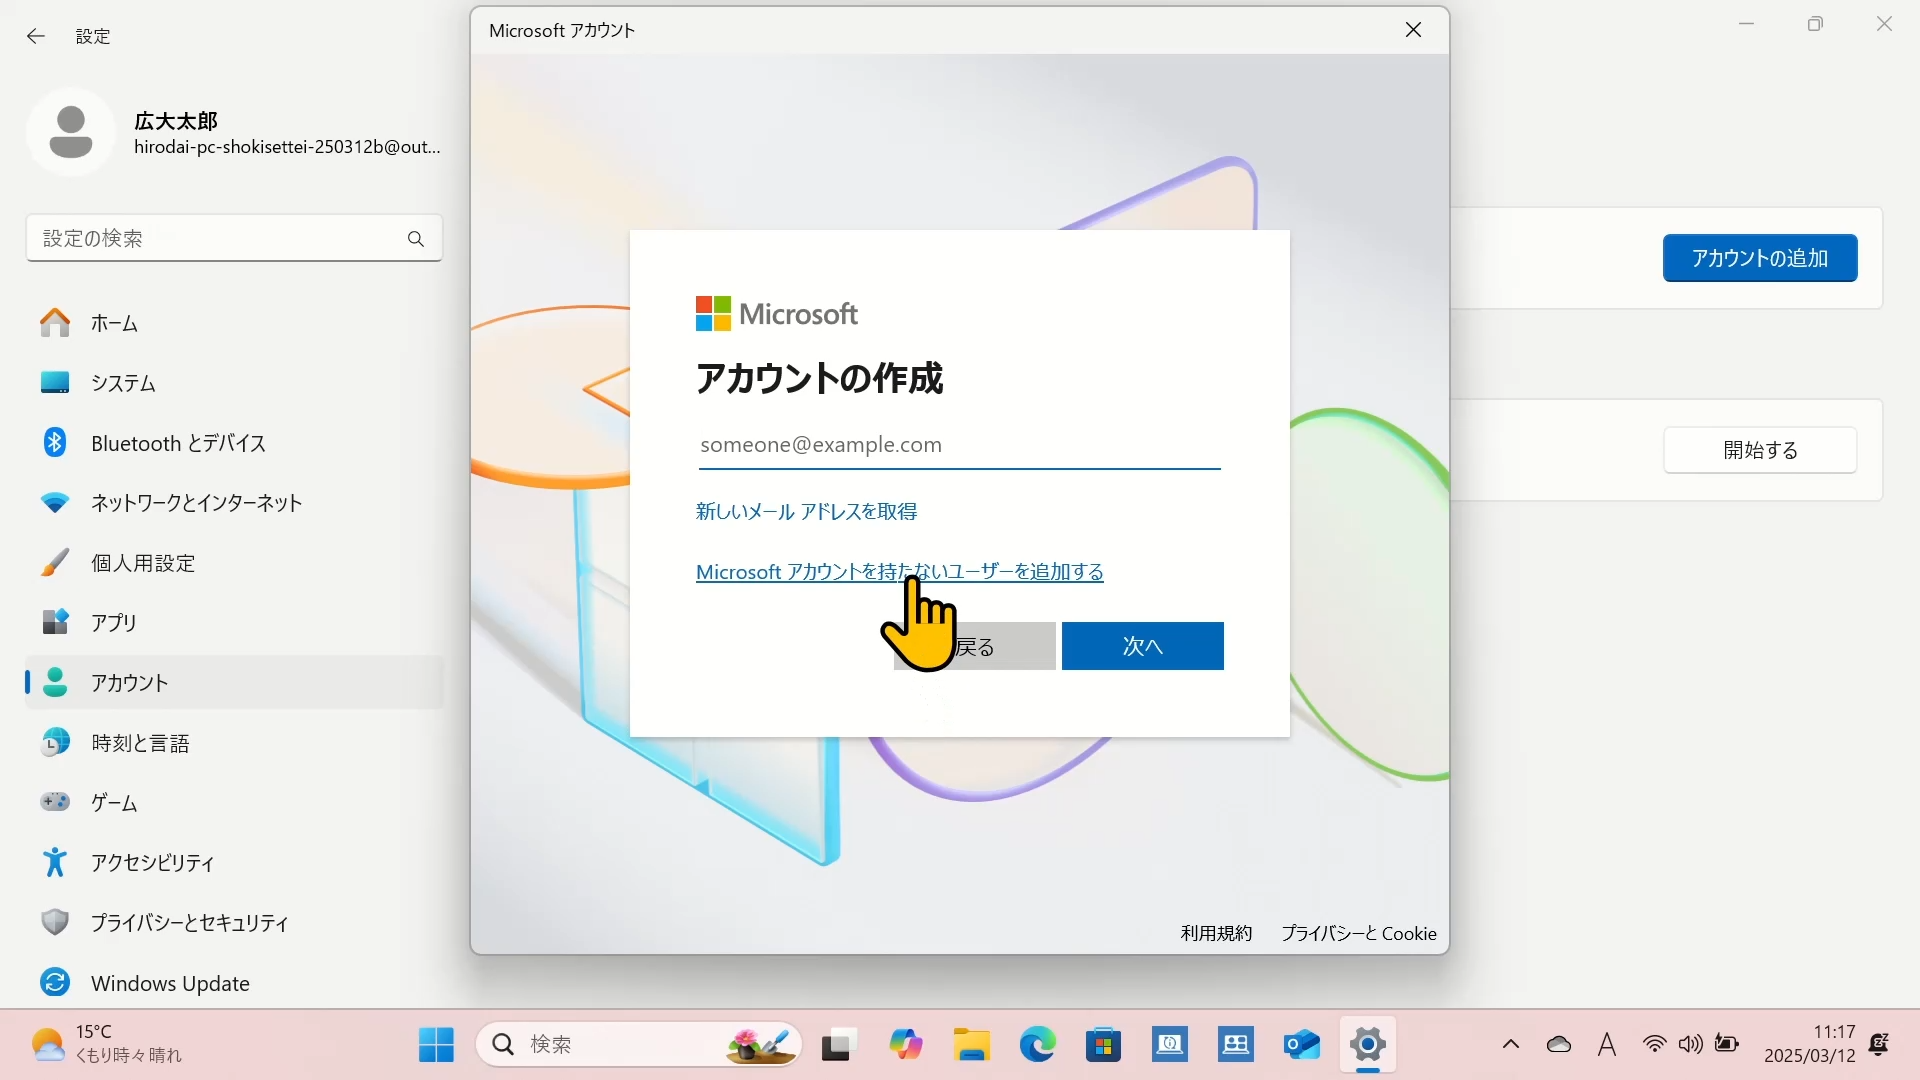 設定
広大太郎
hirodai-pc-shokisettei-250312b@out...
設定の検索
ホーム
システム
Bluetooth とデバイス
ネットワークとインターネット
個人用設定
アプリ
アカウント
時刻と言語
ゲーム
アクセシビリティ
プライバシーとセキュリティ
Windows Update
Microsoft アカウント
Microsoft
アカウントの作成
someone@example.com
新しいメール アドレスを取得
Microsoft アカウントを持たないユーザーを追加する
戻る
次へ
利用規約
プライバシーと Cookie
アカウントの追加
開始する
15°C
くもり時々晴れ
検索
A
11:17
2025/03/12